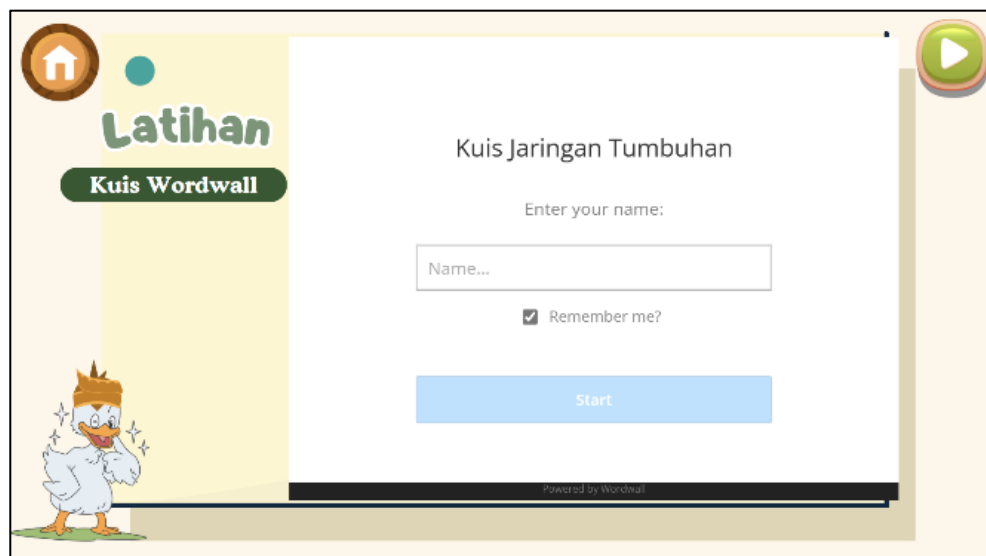 Latihan
Kuis Wordwall
Kuis Jaringan Tumbuhan
Enter your name:
Name...
Remember me?
Start
Powered by Wordwall